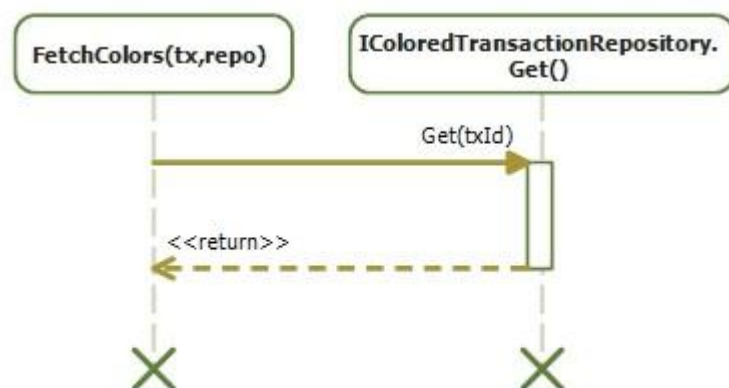 FetchColors(tx,repo)
IColoredTransactionRepository.
Get()
Get(txId)
<<return>>